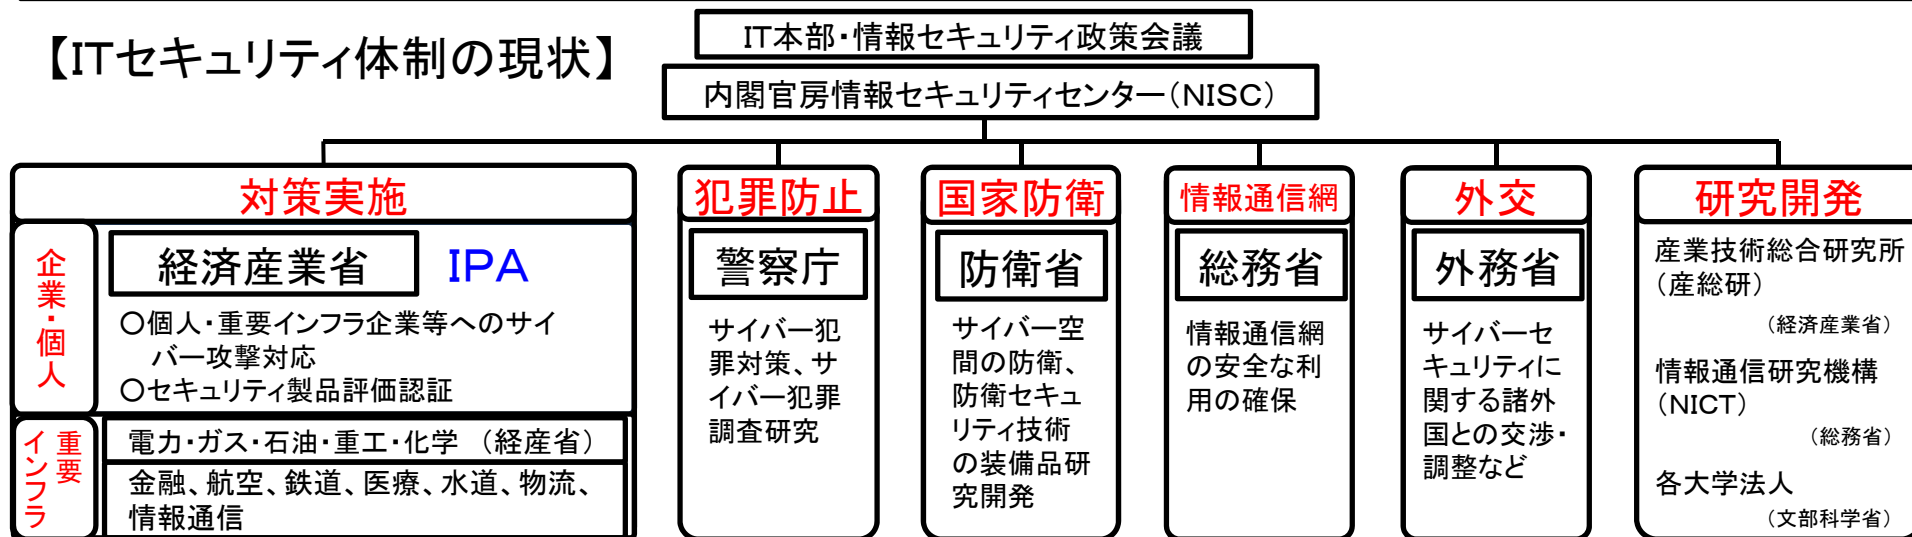 【ITセキュリティ体制の現状】
IT本部・情報セキュリティ政策会議
内閣官房情報セキュリティセンター（NISC）
対策実施
企業・個人
経済産業省
IPA
○個人・重要インフラ企業等へのサイ
バー攻撃対応
○セキュリティ製品評価認証
重要
インフラ
電力・ガス・石油・重工・化学 （経産省）
金融、航空、鉄道、医療、水道、物流、
情報通信
犯罪防止
警察庁
サイバー犯
罪対策、サ
イバー犯罪
調査研究
国家防衛
防衛省
サイバー空
間の防衛、
防衛セキュ
リティ技術
の装備品研
究開発
情報通信網
総務省
情報通信網
の安全な利
用の確保
外交
外務省
サイバーセ
キュリティに
関する諸外
国との交渉・
調整など
研究開発
産業技術総合研究所
（産総研）
（経済産業省）
情報通信研究機構
（NICT）
（総務省）
各大学法人
（文部科学省）